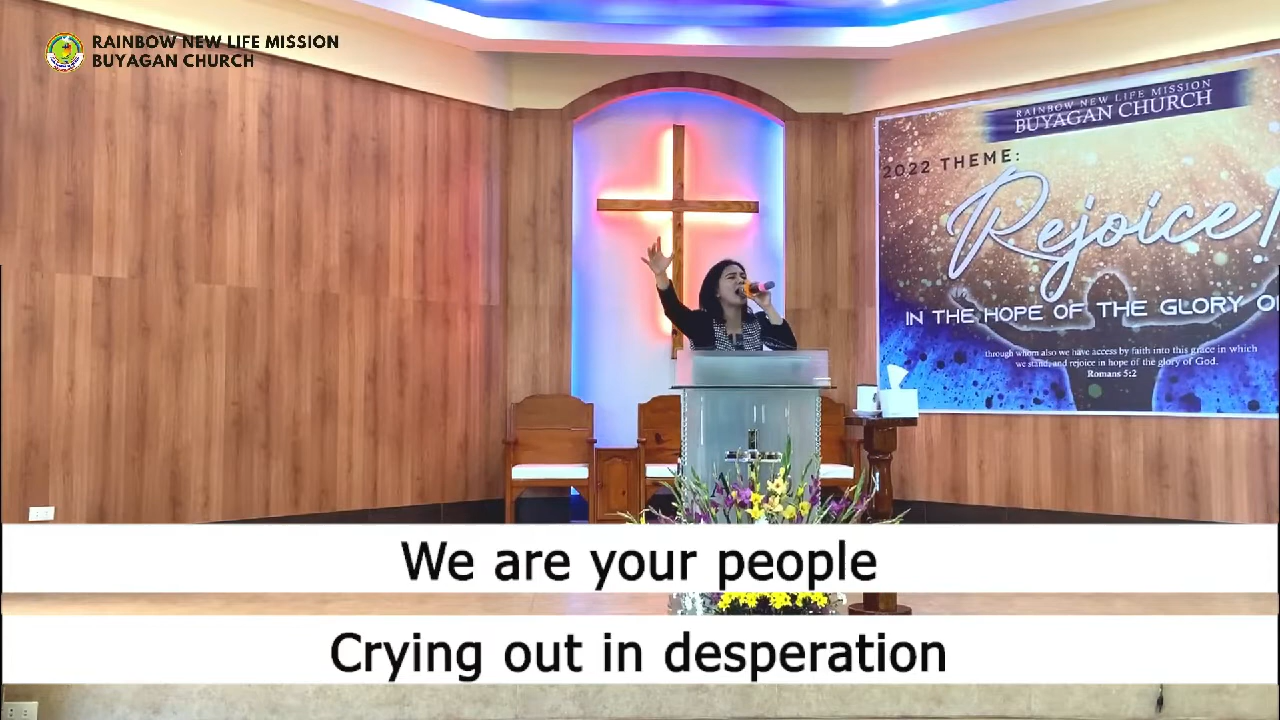 RAINBOW NEW LIFE MISSION
BUYAGAN CHURCH
RAINBOW NEW LIFE MISSION
BUYAGAN CHURCH
2022 THEME:
Rejoice!
IN THE HOPE OF THE GLORY
through whom also we have access by faith into this grace in which
we stand, and rejoice in hope of the glory of God.
Romans 5:2
We are your people
Crying out in desperation